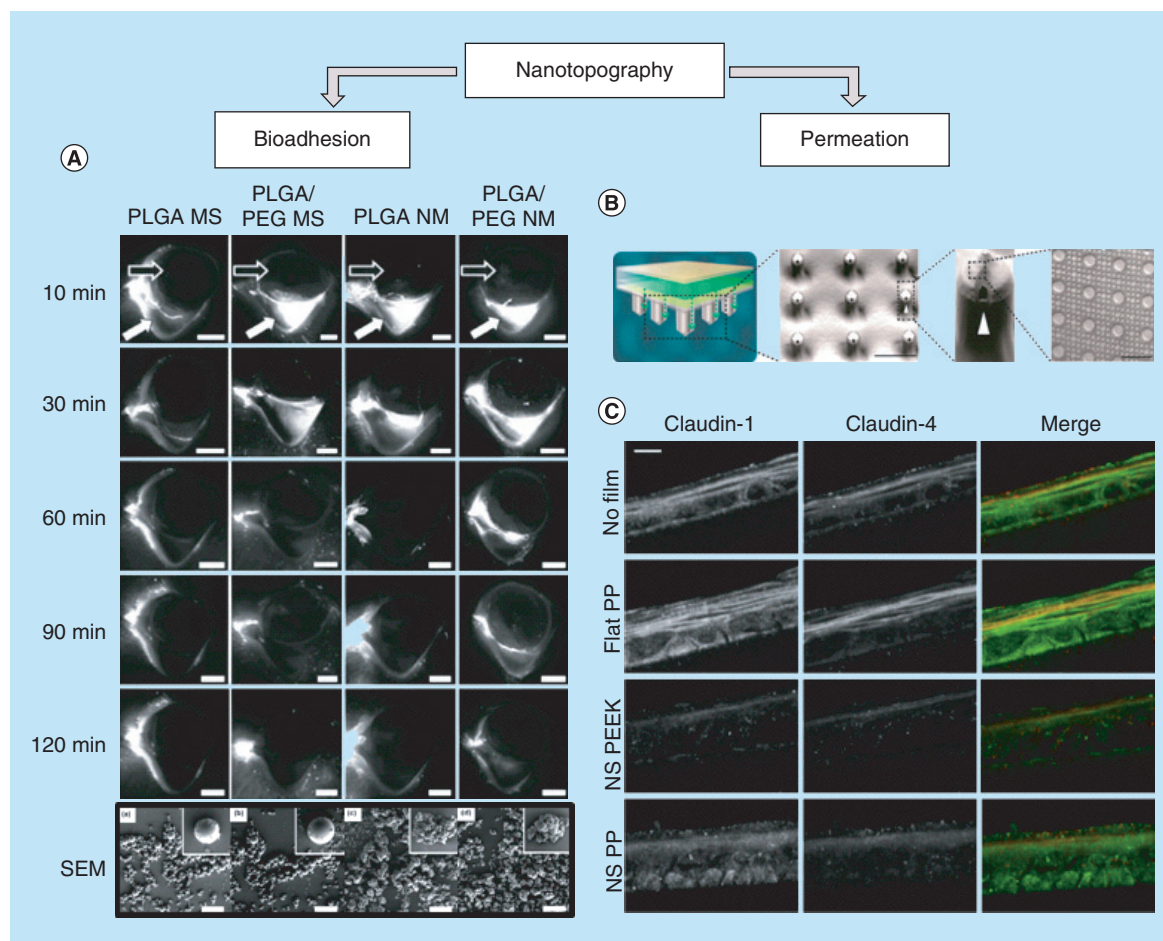 Nanotopography
Bioadhesion
Permeation
A
PLGA MS
PLGA/
PEG MS
PLGA NM
PLGA/
PEG NM
10 min
30 min
60 min
90 min
120 min
SEM
(a)
(b)
(c)
(d)
B
C
Claudin-1
Claudin-4
Merge
No film
Flat PP
NS PEEK
NS PP